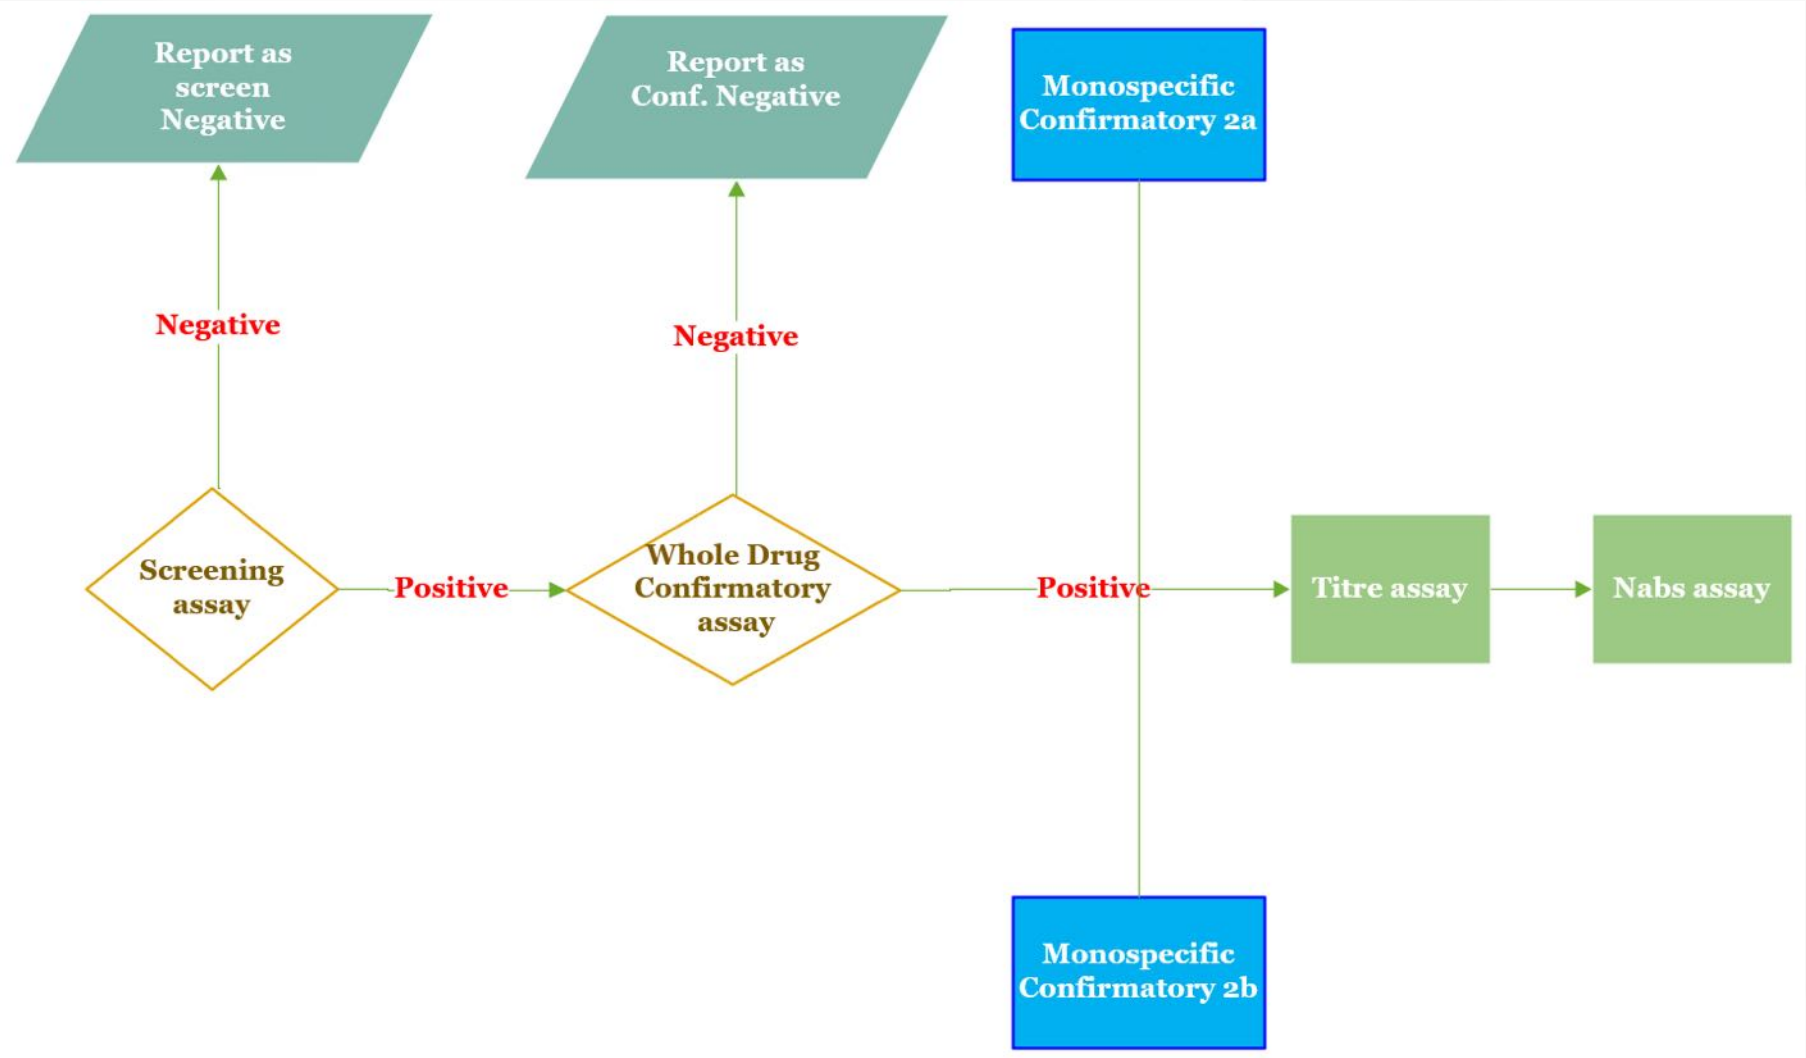 Report as
screen
Negative
Report as
Conf. Negative
Monospecific
Confirmatory 2a
Negative
Negative
Screening
assay
Positive
Whole Drug
Confirmatory
assay
Positive
Titre assay
Nabs assay
Monospecific
Confirmatory 2b